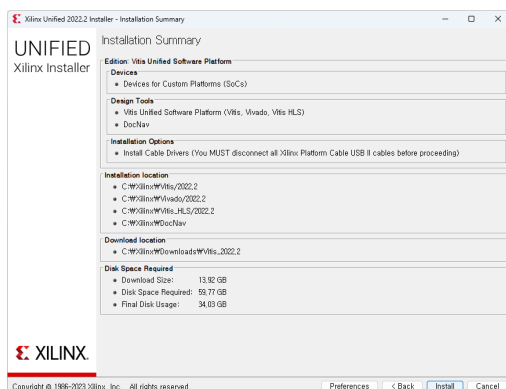 Xilinx Unified 2022.2 Installer - Installation Summary
UNIFIED
Xilinx Installer
Installation Summary
Edition: Vitis Unified Software Platform
Devices
Devices for Custom Platforms (SoCs)
Design Tools
Vitis Unified Software Platform (Vitis, Vivado, Vitis HLS)
DocNav
Installation Options
Install Cable Drivers (You MUST disconnect all Xilinx Platform Cable USB II cables before proceeding)
Installation location
C:₩Xilinx₩Vitis/2022.2
C:₩Xilinx₩Vivado/2022.2
C:₩Xilinx₩Vitis_HLS/2022.2
C:₩Xilinx₩DocNav
Download location
C:₩Xilinx₩Downloads₩Vitis_2022.2
Disk Space Required
Download Size: 13.92 GB
Disk Space Required: 59.77 GB
Final Disk Usage: 34.03 GB
XILINX.
Copyright © 1986-2023 Xilinx, Inc. All rights reserved.
Preferences < Back Install Cancel